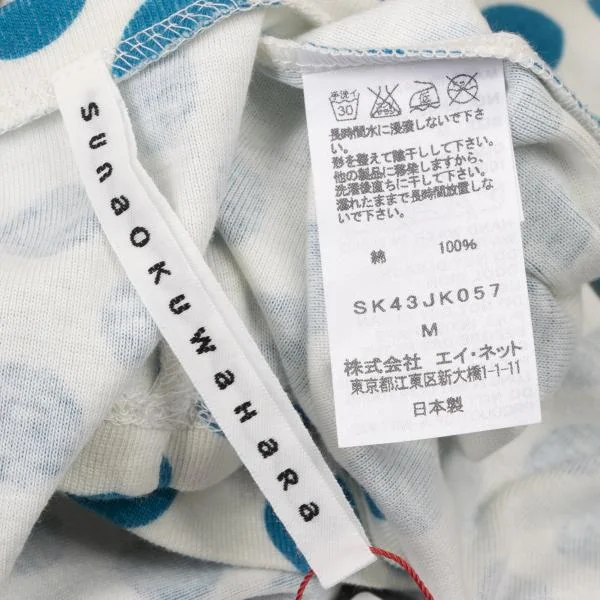 sunaOKUWaHara
手洗イ
30
長時間水に浸漬しないで下さ
い。
形を整えて陰干しして下さい。
他の製品に移染しますから、
洗濯後直ちに干して下さい。
濡れたままで長時間放置しな
いで下さい。
綿 100%
SK43JK057
M
株式会社 エイ・ネット
東京都江東区新大橋1-1-11
日本製